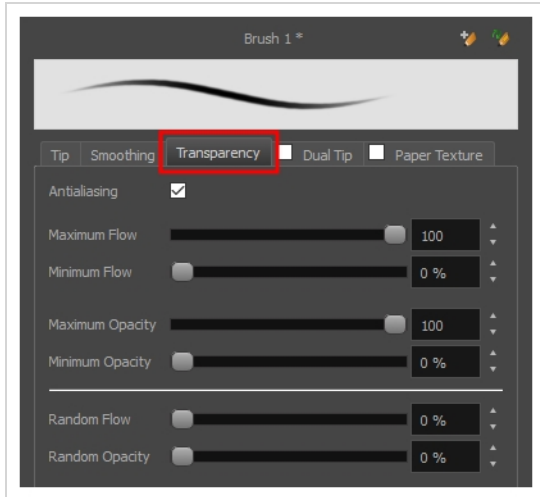 Brush 1 *
Tip Smoothing Transparency Dual Tip Paper Texture
Antialiasing
Maximum Flow 100
Minimum Flow 0 %
Maximum Opacity 100
Minimum Opacity 0 %
Random Flow 0 %
Random Opacity 0 %